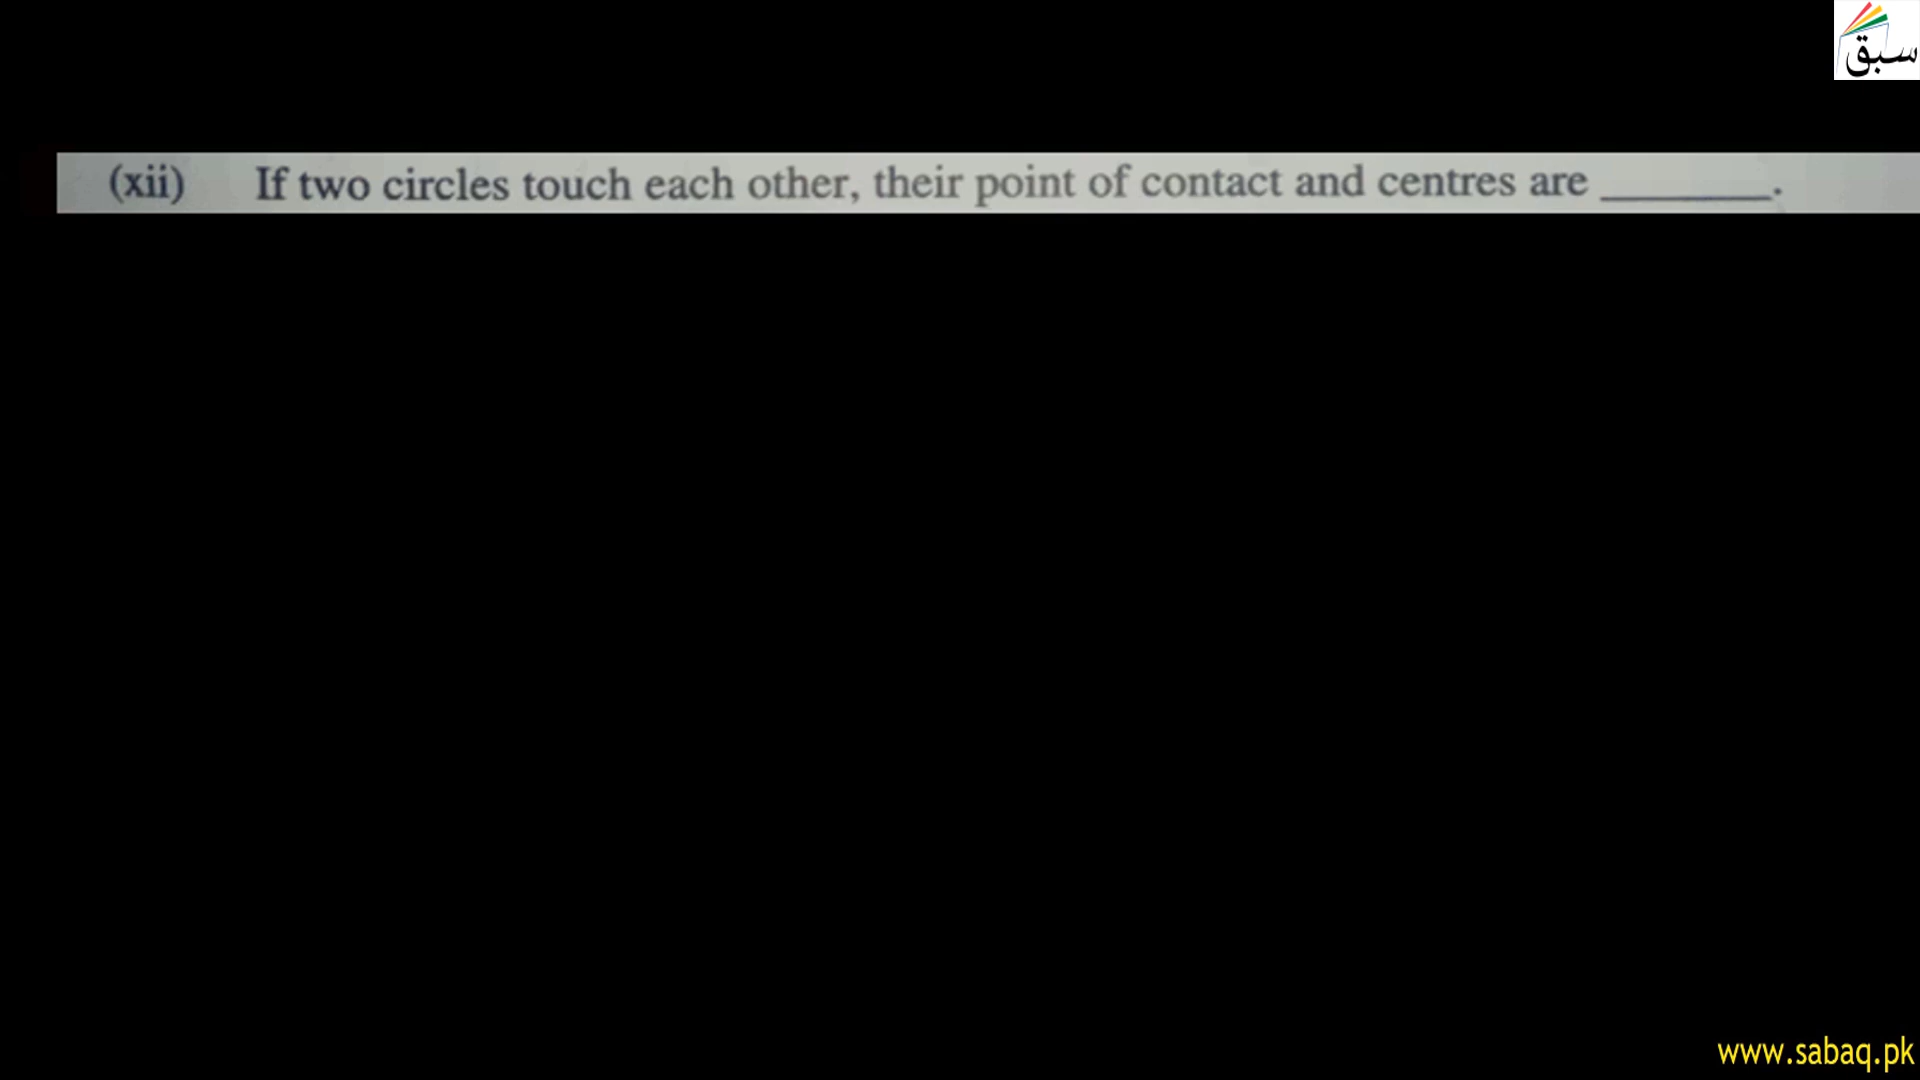 سبق
(xii) If two circles touch each other, their point of contact and centres are ________.
www.sabaq.pk